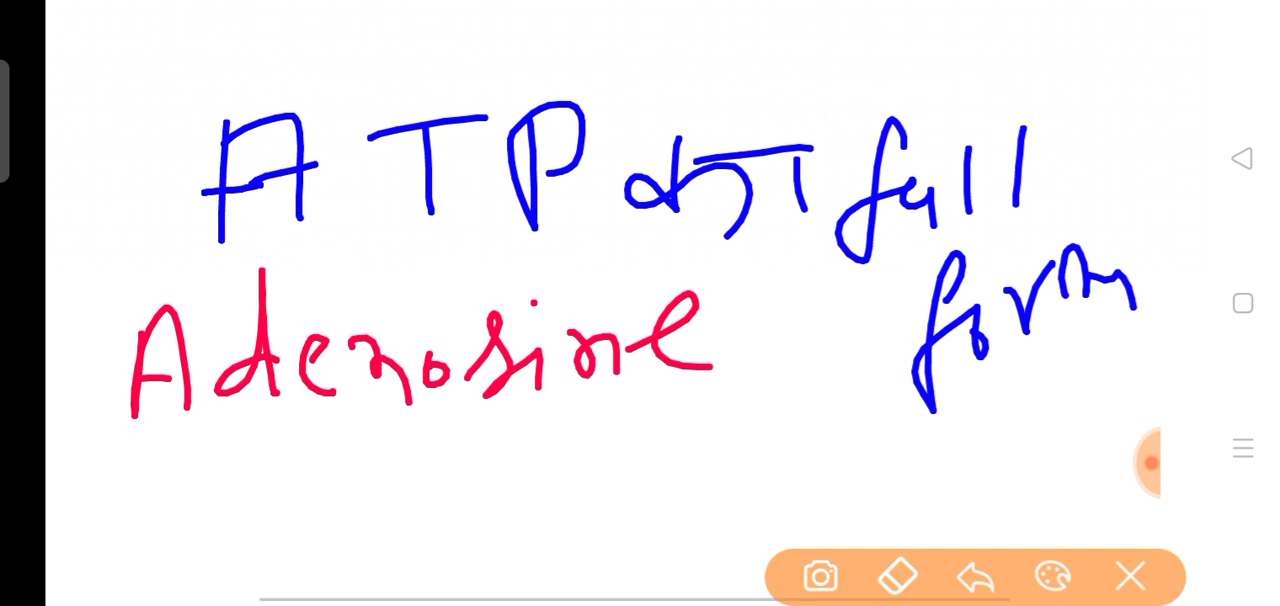 ATP का full
form
Adenosine